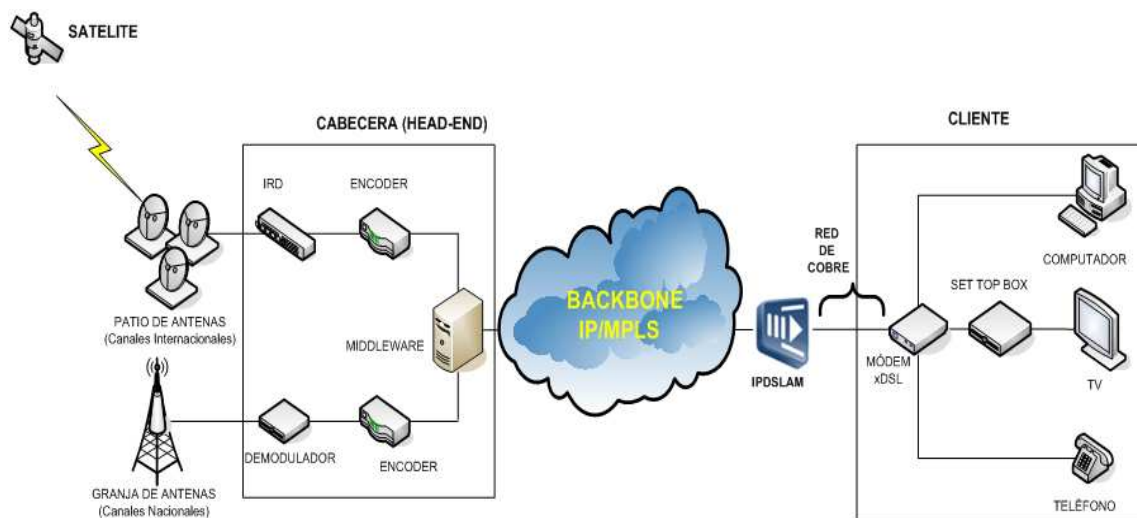 SATELITE
CABECERA (HEAD-END)
CLIENTE
IRD
ENCODER
RED
DE
COBRE
COMPUTADOR
SET TOP BOX
BACKBONE
IP/MPLS
PATIO DE ANTENAS
(Canales Internacionales)
MIDDLEWARE
IPDSLAM
MÓDEM
xDSL
TV
DEMODULADOR
ENCODER
GRANJA DE ANTENAS
(Canales Nacionales)
TELÉFONO